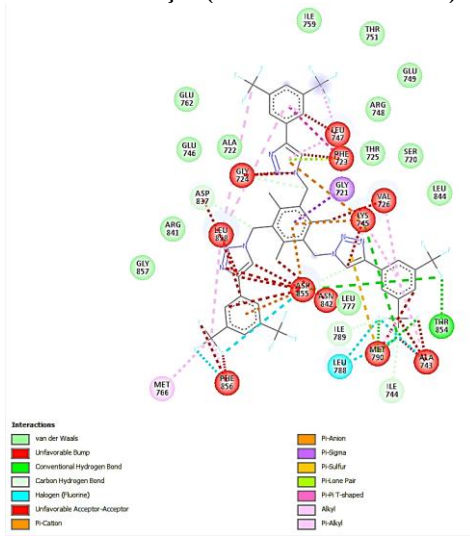 ILE
759
THR
751
GLU
749
GLU
762
ARG
748
LEU
747
GLU
746
ALA
722
PHE
723
THR
725
SER
720
GLY
724
GLY
721
VAL
726
LEU
844
ASP
837
LYS
745
ARG
841
LEU
GLY
857
ASP
855
ASN
842
LEU
777
ILE
789
THR
854
MET
790
ALA
743
LEU
788
MET
766
PHE
856
ILE
744
Interactions
van der Waals
Unfavorable Bump
Conventional Hydrogen Bond
Carbon Hydrogen Bond
Halogen (Fluorine)
Unfavorable Acceptor-Acceptor
Pi-Cation
Pi-Anion
Pi-Sigma
Pi-Sulfur
Pi-Lone Pair
Pi-Pi T-shaped
Alkyl
Pi-Alkyl